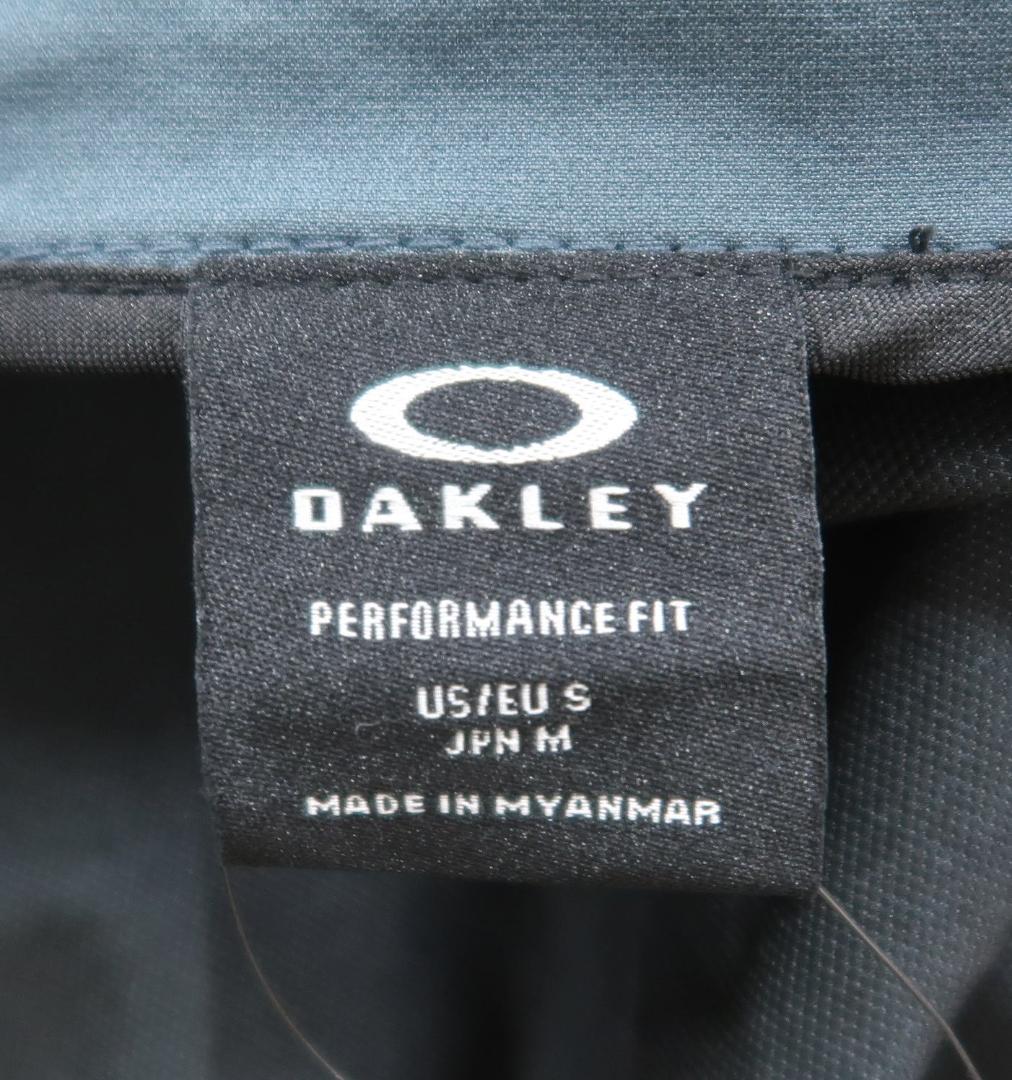 OAKLEY
PERFORMANCE FIT
US/EU S
JPN M
MADE IN MYANMAR